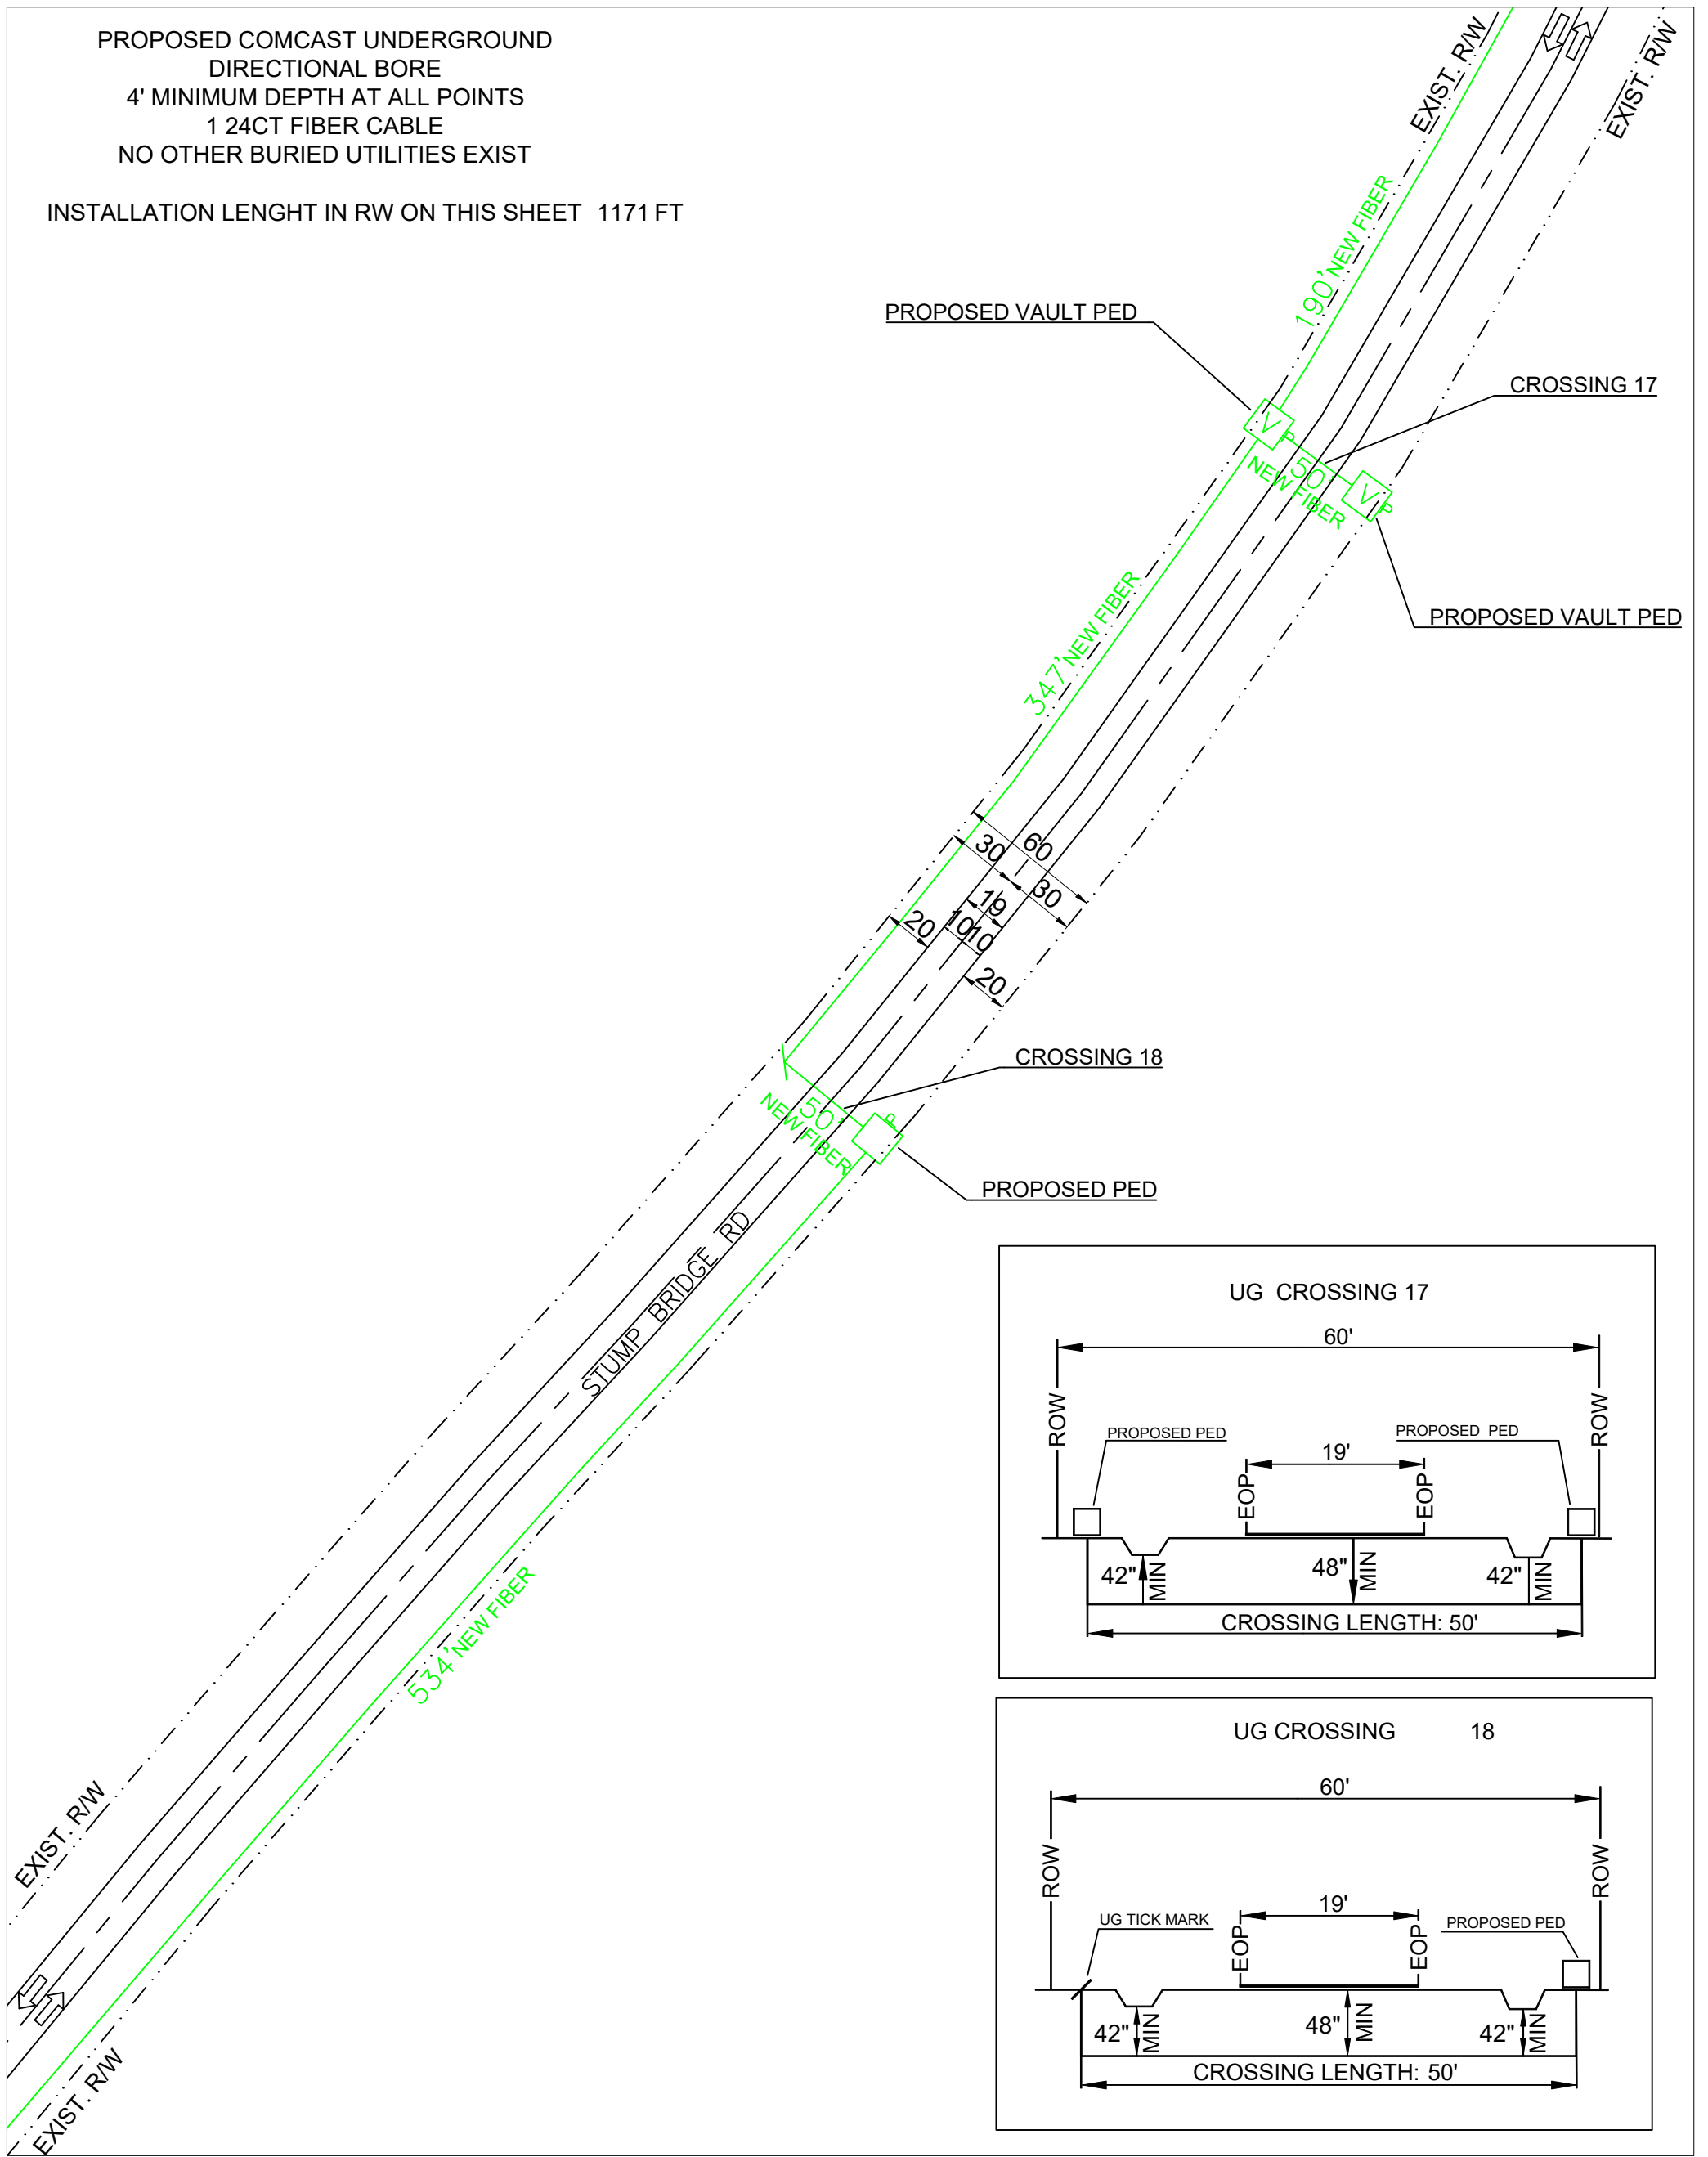 PROPOSED COMCAST UNDERGROUND
DIRECTIONAL BORE
4' MINIMUM DEPTH AT ALL POINTS
1 24CT FIBER CABLE
NO OTHER BURIED UTILITIES EXIST
INSTALLATION LENGHT IN RW ON THIS SHEET 1171 FT
EXIST. R/W
EXIST. R/W
190' NEW FIBER
PROPOSED VAULT PED
CROSSING 17
V
P
50'
NEW FIBER
V
P
PROPOSED VAULT PED
347' NEW FIBER
60
30
30
19
20
10
10
20
CROSSING 18
50'
NEW FIBER
P
PROPOSED PED
STUMP BRIDGE RD
534' NEW FIBER
EXIST. R/W
EXIST. R/W
UG CROSSING 17
60'
ROW
ROW
PROPOSED PED
PROPOSED PED
19'
EOP
EOP
42"
MIN
48"
MIN
42"
MIN
CROSSING LENGTH: 50'
UG CROSSING 18
60'
ROW
ROW
UG TICK MARK
19'
PROPOSED PED
EOP
EOP
42"
MIN
48"
MIN
42"
MIN
CROSSING LENGTH: 50'